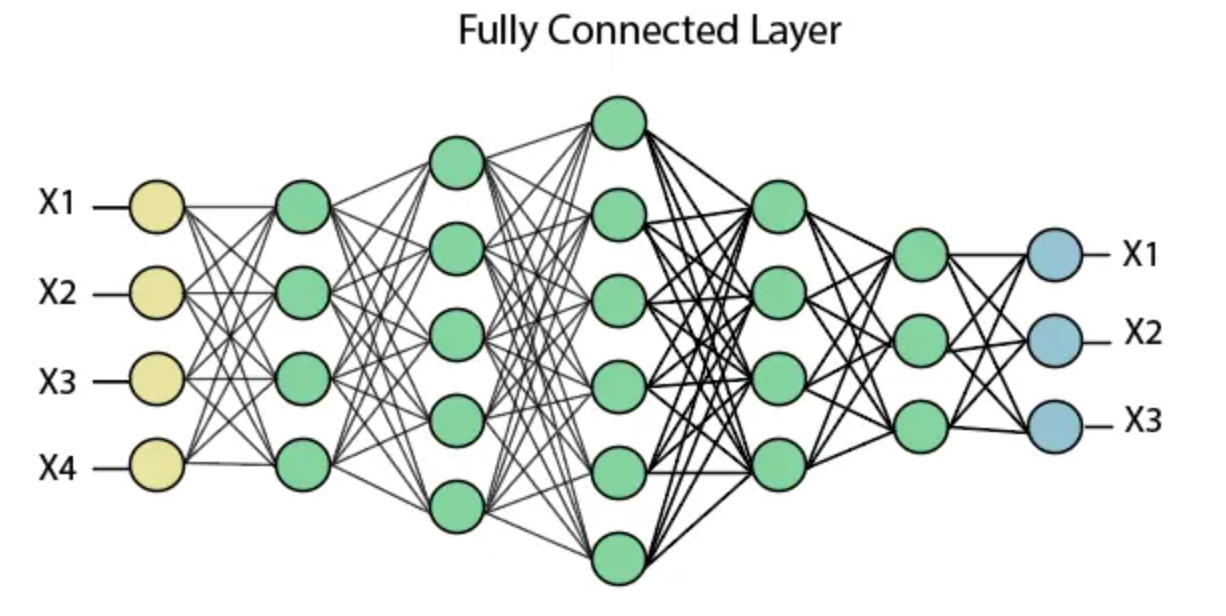 Fully Connected Layer
X1
X2
X3
X4
X1
X2
X3